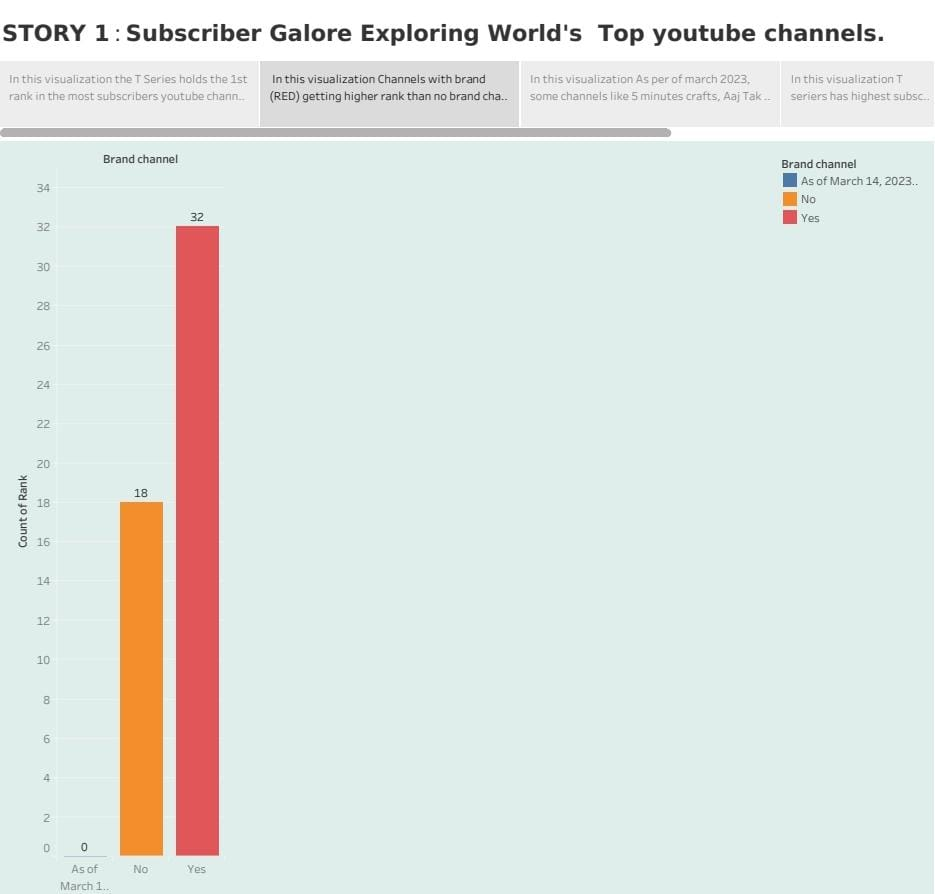 STORY 1 : Subscriber Galore Exploring World's  Top youtube channels.
In this visualization the T Series holds the 1st
rank in the most subscribers youtube chann..
In this visualization Channels with brand
(RED) getting higher rank than no brand cha..
In this visualization As per of march 2023,
some channels like 5 minutes crafts, Aaj Tak ..
In this visualization T
seriers has highest subsc..
Brand channel
34
32
30
28
26
24
22
20
18
16
14
12
10
8
6
4
2
0
Count of Rank
0
18
32
As of
March 1..
No
Yes
Brand channel
As of March 14, 2023..
No
Yes